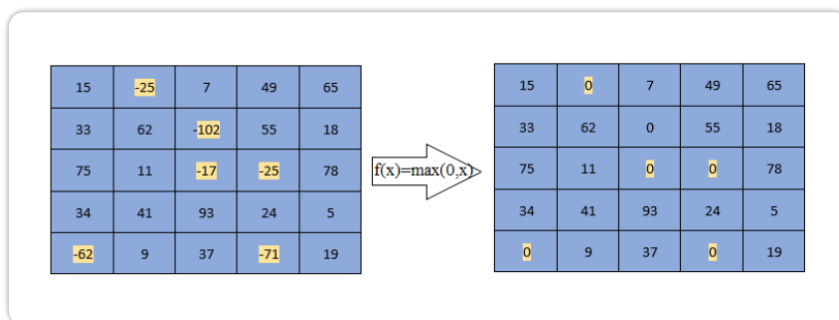 15 -25 7 49 65
33 62 -102 55 18
75 11 -17 -25 78
34 41 93 24 5
-62 9 37 -71 19
f(x)=max(0,x)
15 0 7 49 65
33 62 0 55 18
75 11 0 0 78
34 41 93 24 5
0 9 37 0 19